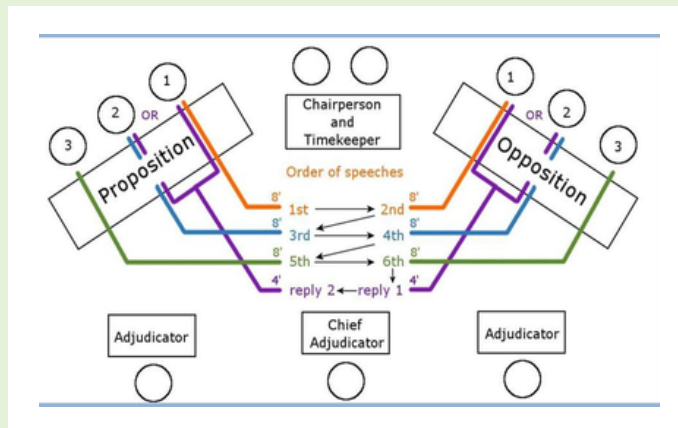 1
1
2
OR
OR
2
3
3
Chairperson
and
Timekeeper
Proposition
Opposition
Order of speeches
8' 1st 2nd 8'
8' 3rd 4th 8'
8' 5th 6th 8'
4' reply 2 reply 1 4'
Adjudicator
Chief
Adjudicator
Adjudicator